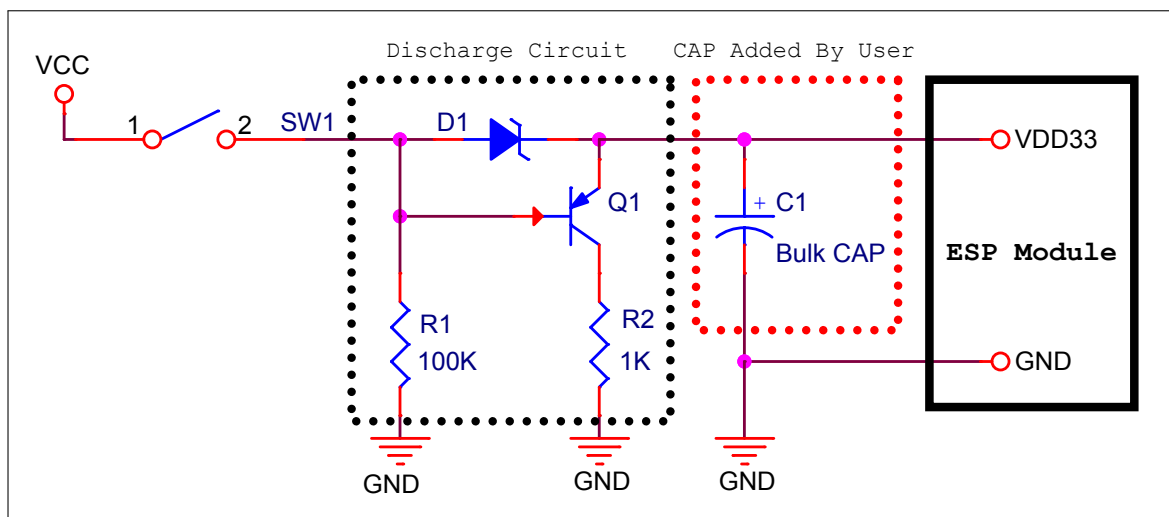 Discharge Circuit
CAP Added By User
VCC
1
2
SW1
D1
VDD33
Q1
+ C1
Bulk CAP
ESP Module
R1
100K
R2
1K
GND
GND
GND
GND